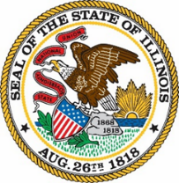 SEAL OF THE STATE OF ILLINOIS
1868
1818
AUG. 26TH 1818